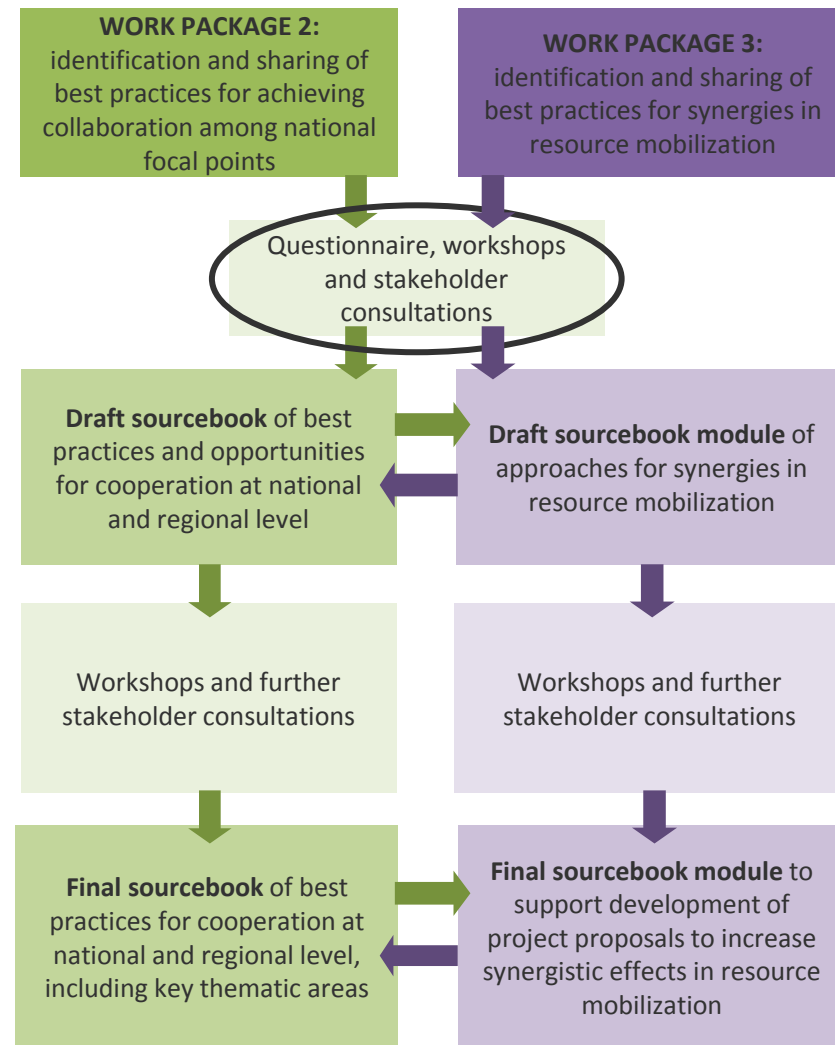 WORK PACKAGE 2:
identification and sharing of
best practices for achieving
collaboration among national
focal points
WORK PACKAGE 3:
identification and sharing of
best practices for synergies in
resource mobilization
Questionnaire, workshops
and stakeholder
consultations
Draft sourcebook of best
practices and opportunities
for cooperation at national
and regional level
Draft sourcebook module of
approaches for synergies in
resource mobilization
Workshops and further
stakeholder consultations
Workshops and further
stakeholder consultations
Final sourcebook of best
practices for cooperation at
national and regional level,
including key thematic areas
Final sourcebook module to
support development of
project proposals to increase
synergistic effects in resource
mobilization